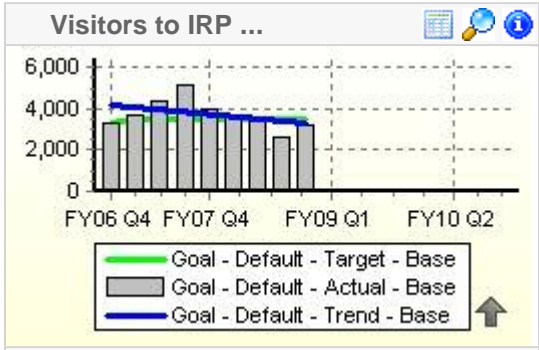 Visitors to IRP ...
6,000
4,000
2,000
0
FY06 Q4 FY07 Q4 FY09 Q1 FY10 Q2
Goal - Default - Target - Base
Goal - Default - Actual - Base
Goal - Default - Trend - Base